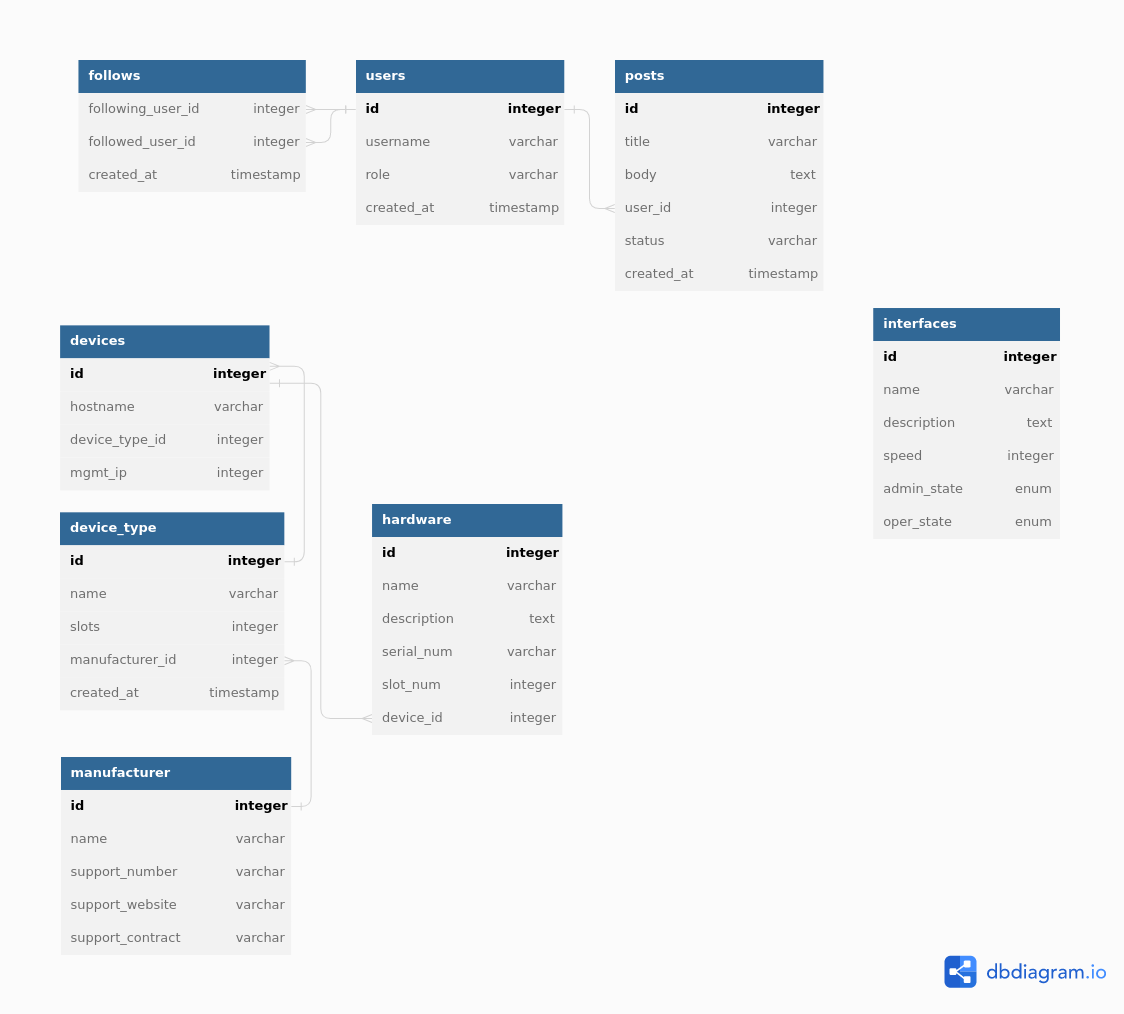 follows
following_user_id integer
followed_user_id integer
created_at timestamp
users
id integer
username varchar
role varchar
created_at timestamp
posts
id integer
title varchar
body text
user_id integer
status varchar
created_at timestamp
interfaces
id integer
name varchar
description text
speed integer
admin_state enum
oper_state enum
devices
id integer
hostname varchar
device_type_id integer
mgmt_ip integer
device_type
id integer
name varchar
slots integer
manufacturer_id integer
created_at timestamp
hardware
id integer
name varchar
description text
serial_num varchar
slot_num integer
device_id integer
manufacturer
id integer
name varchar
support_number varchar
support_website varchar
support_contract varchar
dbdiagram.io